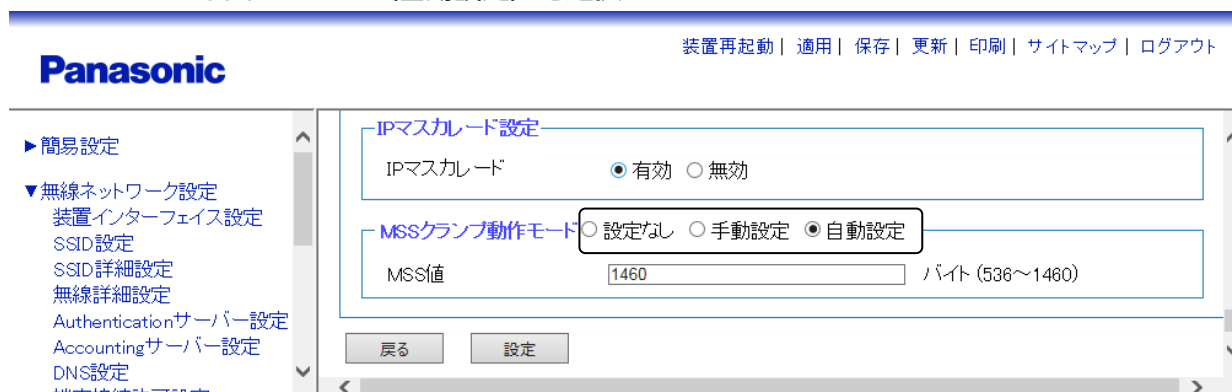 装置再起動| 適用| 保存| 更新| 印刷| サイトマップ| ログアウト
Panasonic
▶簡易設定
▼無線ネットワーク設定
装置インターフェイス設定
SSID設定
SSID詳細設定
無線詳細設定
Authenticationサーバー設定
Accountingサーバー設定
DNS設定
IPマスカレード設定
IPマスカレード 有効 無効
MSSクランプ動作モード 設定なし 手動設定 自動設定
MSS値 1460 バイト (536～1460)
戻る 設定